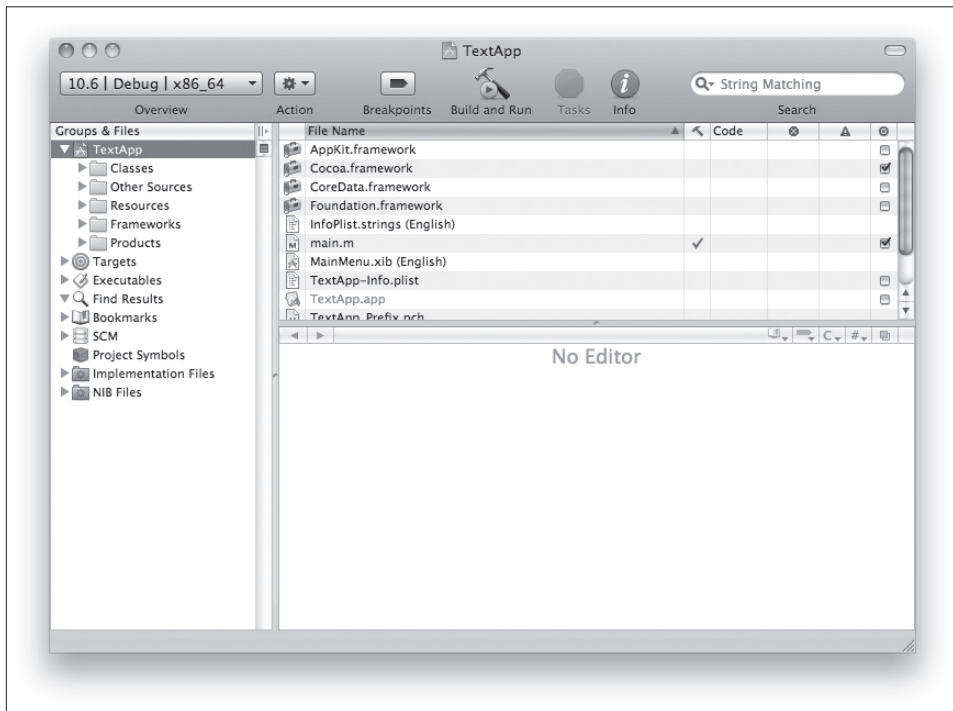 TextApp
10.6 | Debug | x86_64
String Matching
Overview
Action
Breakpoints
Build and Run
Tasks
Info
Search
Groups & Files
TextApp
Classes
Other Sources
Resources
Frameworks
Products
Targets
Executables
Find Results
Bookmarks
SCM
Project Symbols
Implementation Files
NIB Files
File Name
Code
AppKit.framework
Cocoa.framework
CoreData.framework
Foundation.framework
InfoPlist.strings (English)
main.m
MainMenu.xib (English)
TextApp-Info.plist
TextApp.app
TextApp_Prefix.pch
C
#
No Editor